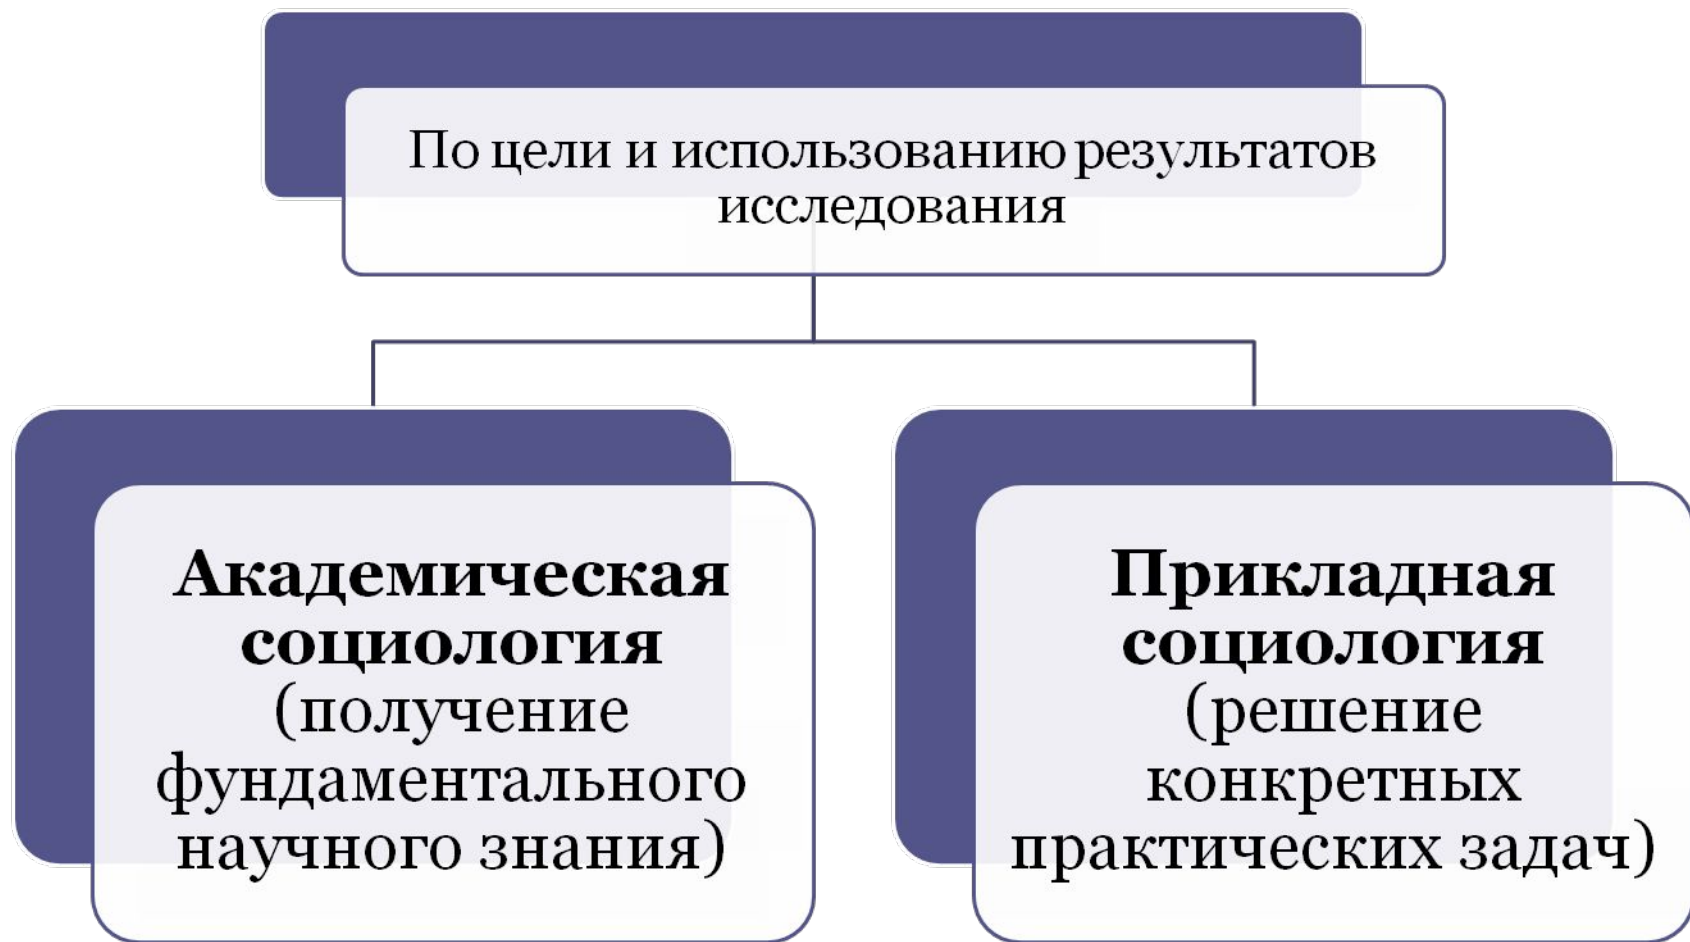 По цели и использованию результатов
исследования
Академическая
социология
(получение
фундаментального
научного знания)
Прикладная
социология
(решение
конкретных
практических задач)